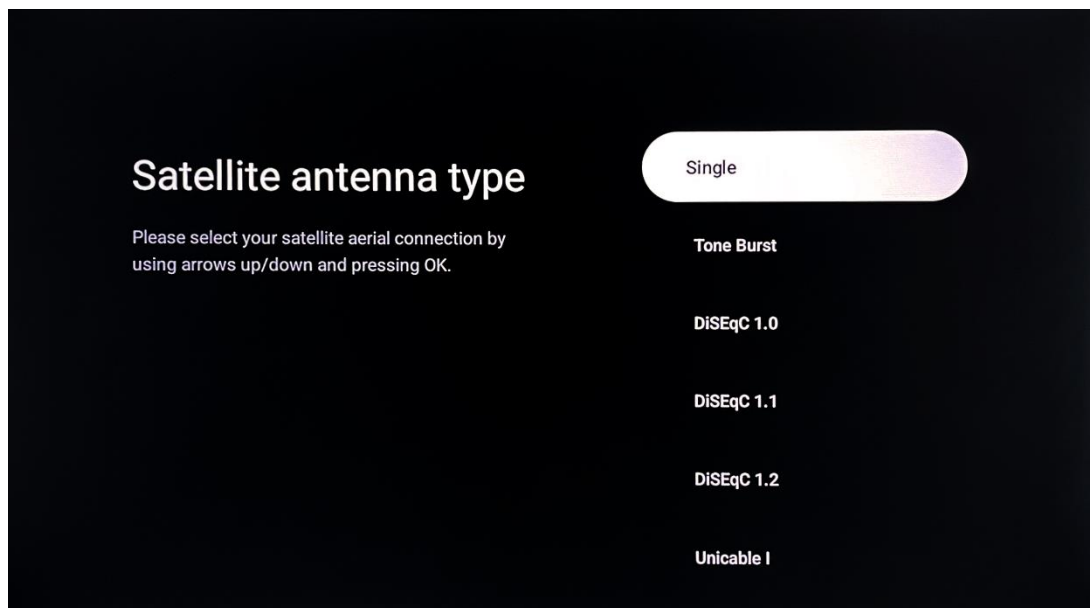 Satellite antenna type
Please select your satellite aerial connection by
using arrows up/down and pressing OK.
Single
Tone Burst
DiSEqC 1.0
DiSEqC 1.1
DiSEqC 1.2
Unicable I